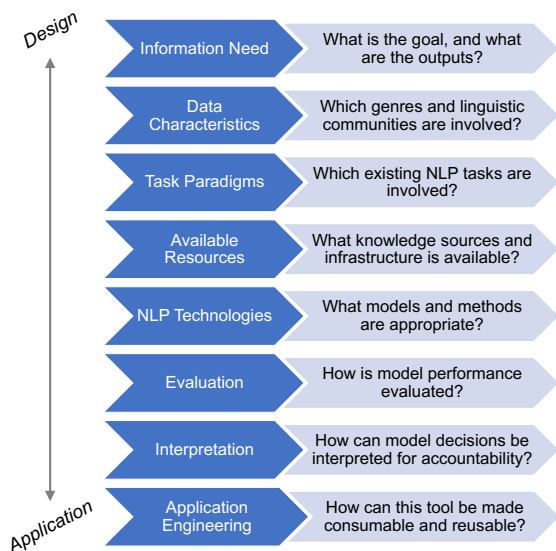 Design
Information Need
What is the goal, and what
are the outputs?
Data
Characteristics
Which genres and linguistic
communities are involved?
Task Paradigms
Which existing NLP tasks are
involved?
Available
Resources
What knowledge sources and
infrastructure is available?
NLP Technologies
What models and methods
are appropriate?
Evaluation
How is model performance
evaluated?
Interpretation
How can model decisions be
interpreted for accountability?
Application
Application
Engineering
How can this tool be made
consumable and reusable?